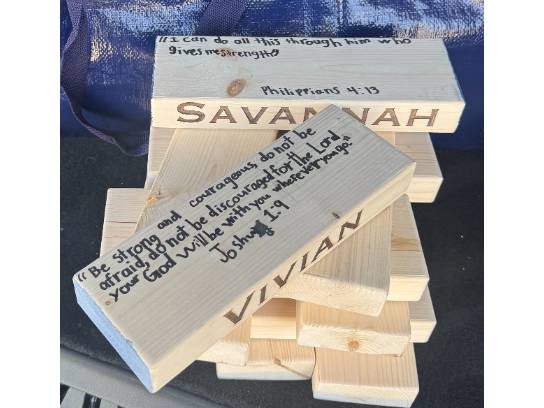 "I can do all this through him who
gives me strength"
Philippians 4:13
SAVANNAH
"Be strong and courageous, do not be
afraid, do not be discouraged for the Lord
your God will be with you wherever you go."
Joshua 1:9
VIVIAN